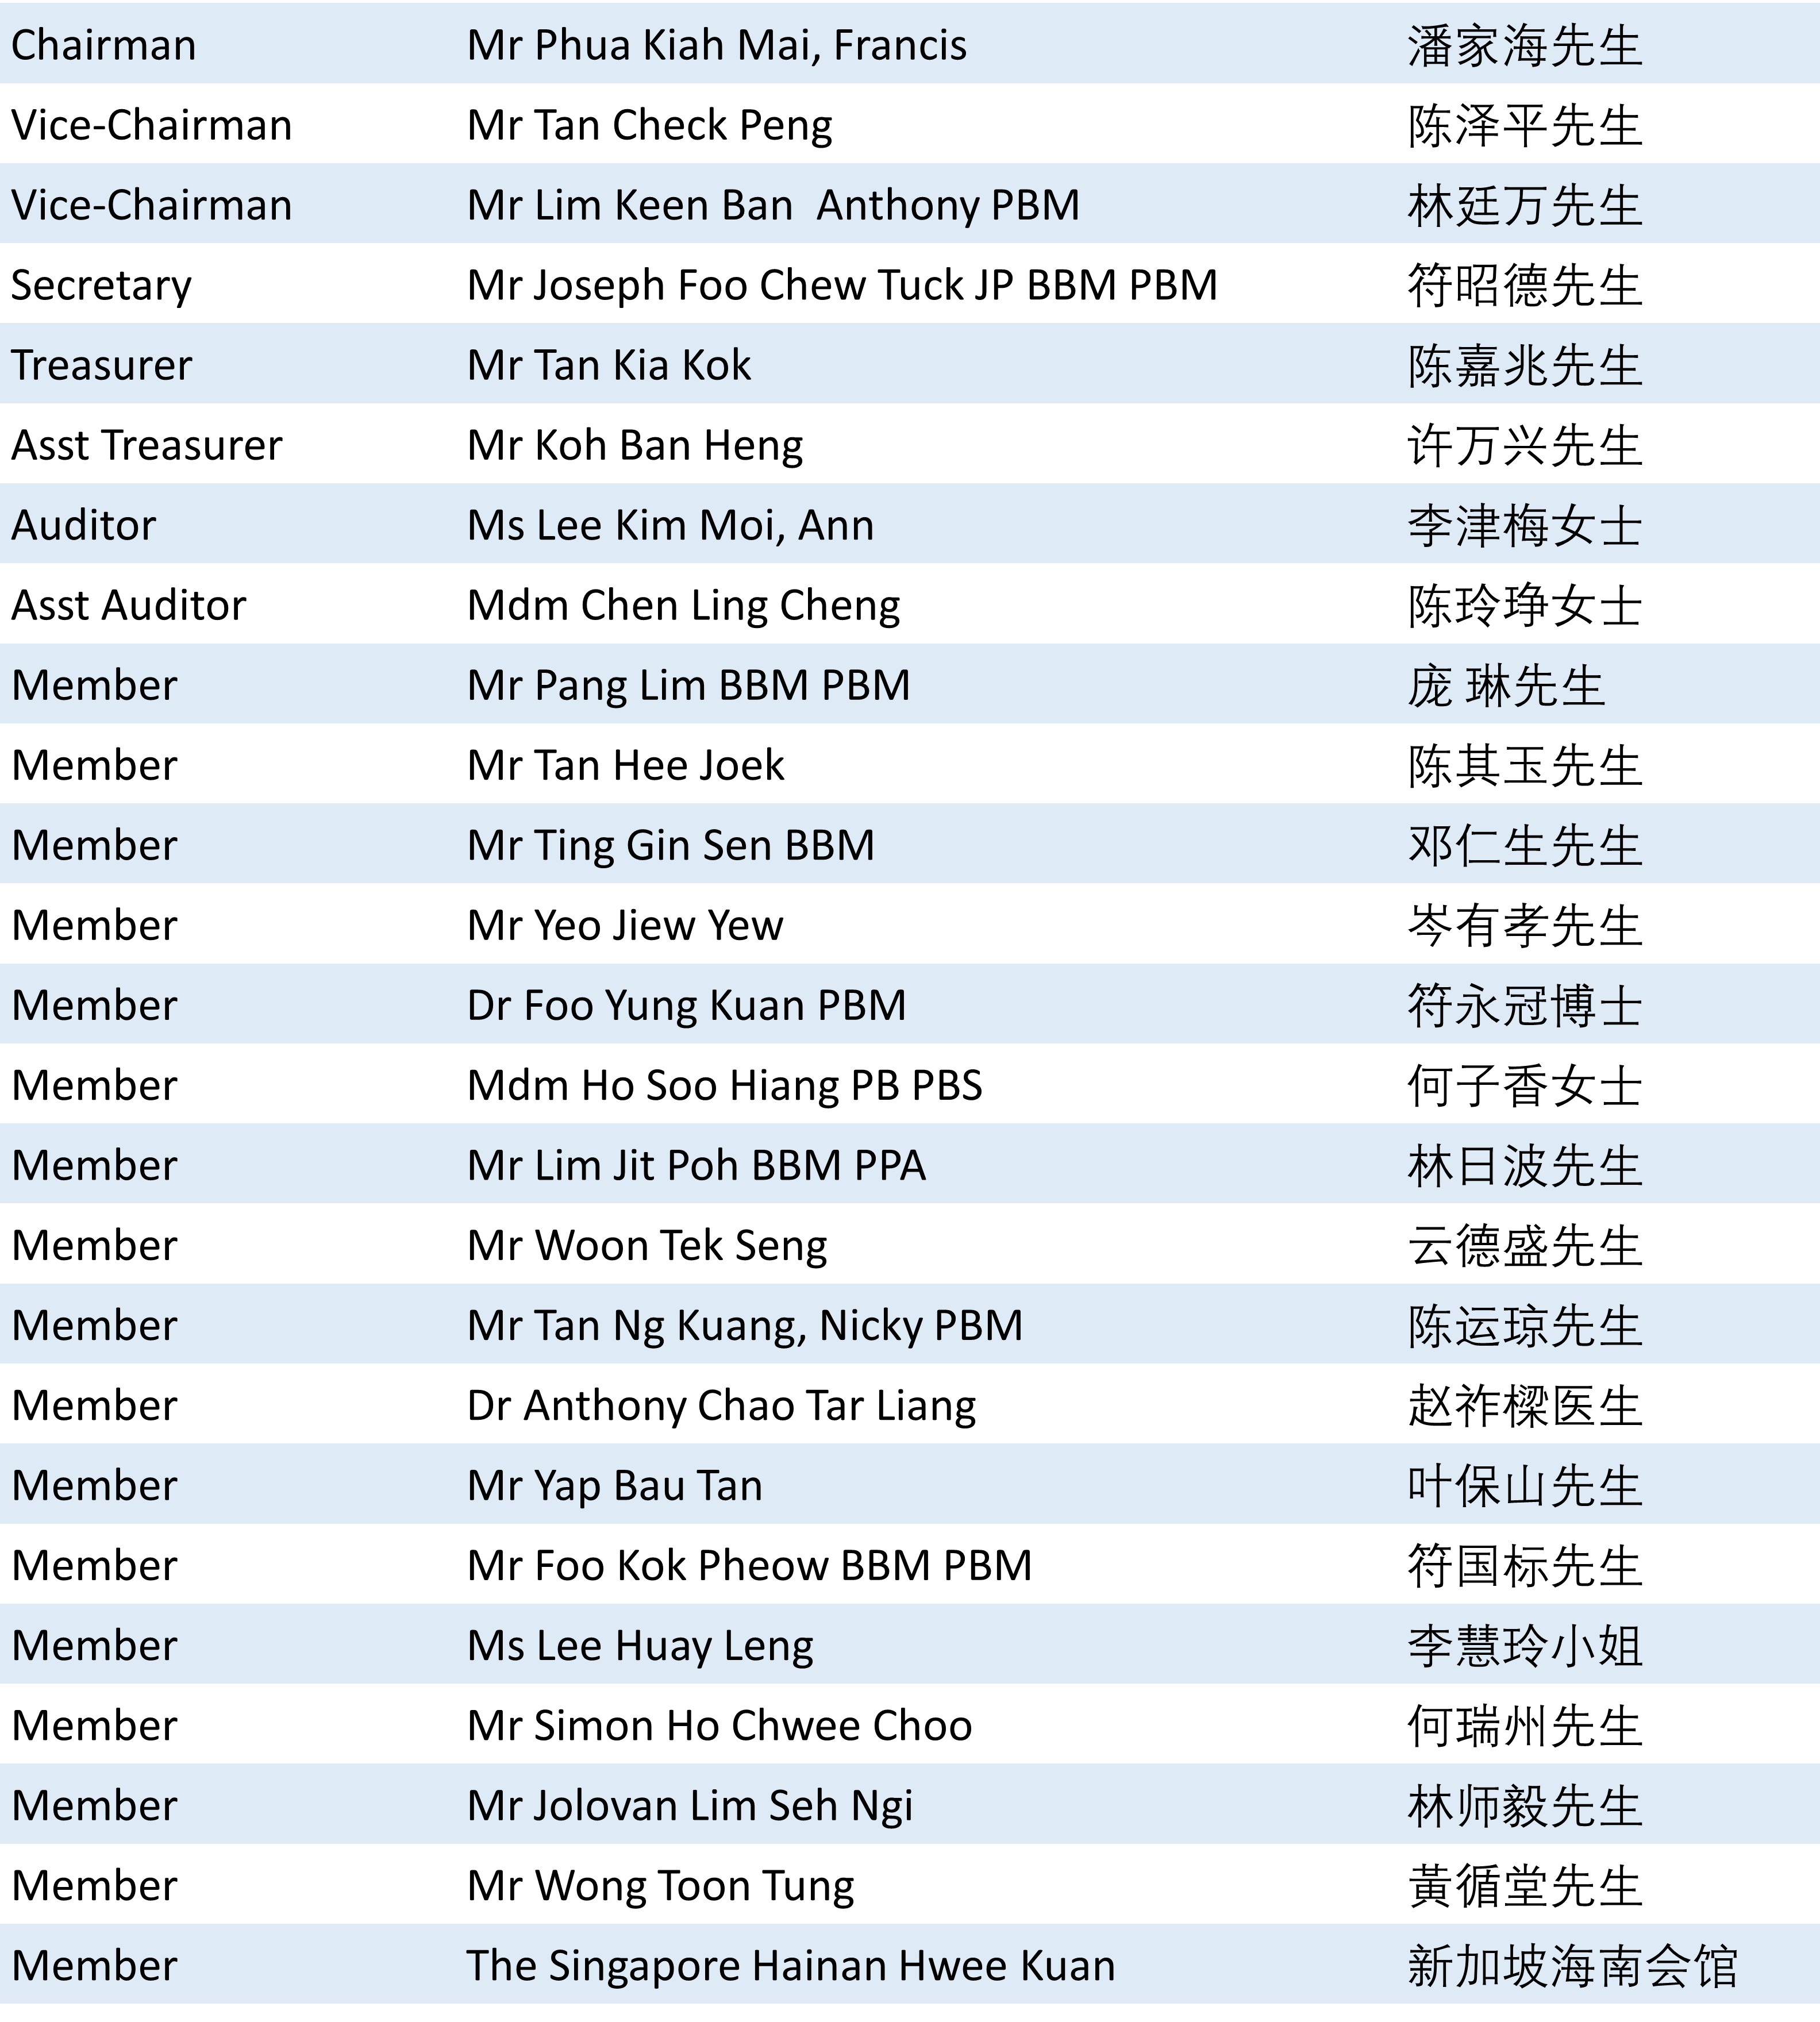 Chairman Mr Phua Kiah Mai, Francis 潘家海先生
Vice-Chairman Mr Tan Check Peng 陈泽平先生
Vice-Chairman Mr Lim Keen Ban  Anthony PBM 林廷万先生
Secretary Mr Joseph Foo Chew Tuck JP BBM PBM 符昭德先生
Treasurer Mr Tan Kia Kok 陈嘉兆先生
Asst Treasurer Mr Koh Ban Heng 许万兴先生
Auditor Ms Lee Kim Moi, Ann 李津梅女士
Asst Auditor Mdm Chen Ling Cheng 陈玲琤女士
Member Mr Pang Lim BBM PBM 庞 琳先生
Member Mr Tan Hee Joek 陈其玉先生
Member Mr Ting Gin Sen BBM 邓仁生先生
Member Mr Yeo Jiew Yew 岑有孝先生
Member Dr Foo Yung Kuan PBM 符永冠博士
Member Mdm Ho Soo Hiang PB PBS 何子香女士
Member Mr Lim Jit Poh BBM PPA 林日波先生
Member Mr Woon Tek Seng 云德盛先生
Member Mr Tan Ng Kuang, Nicky PBM 陈运琼先生
Member Dr Anthony Chao Tar Liang 赵祚樑医生
Member Mr Yap Bau Tan 叶保山先生
Member Mr Foo Kok Pheow BBM PBM 符国标先生
Member Ms Lee Huay Leng 李慧玲小姐
Member Mr Simon Ho Chwee Choo 何瑞州先生
Member Mr Jolovan Lim Seh Ngi 林师毅先生
Member Mr Wong Toon Tung 黃循堂先生
Member The Singapore Hainan Hwee Kuan 新加坡海南会馆